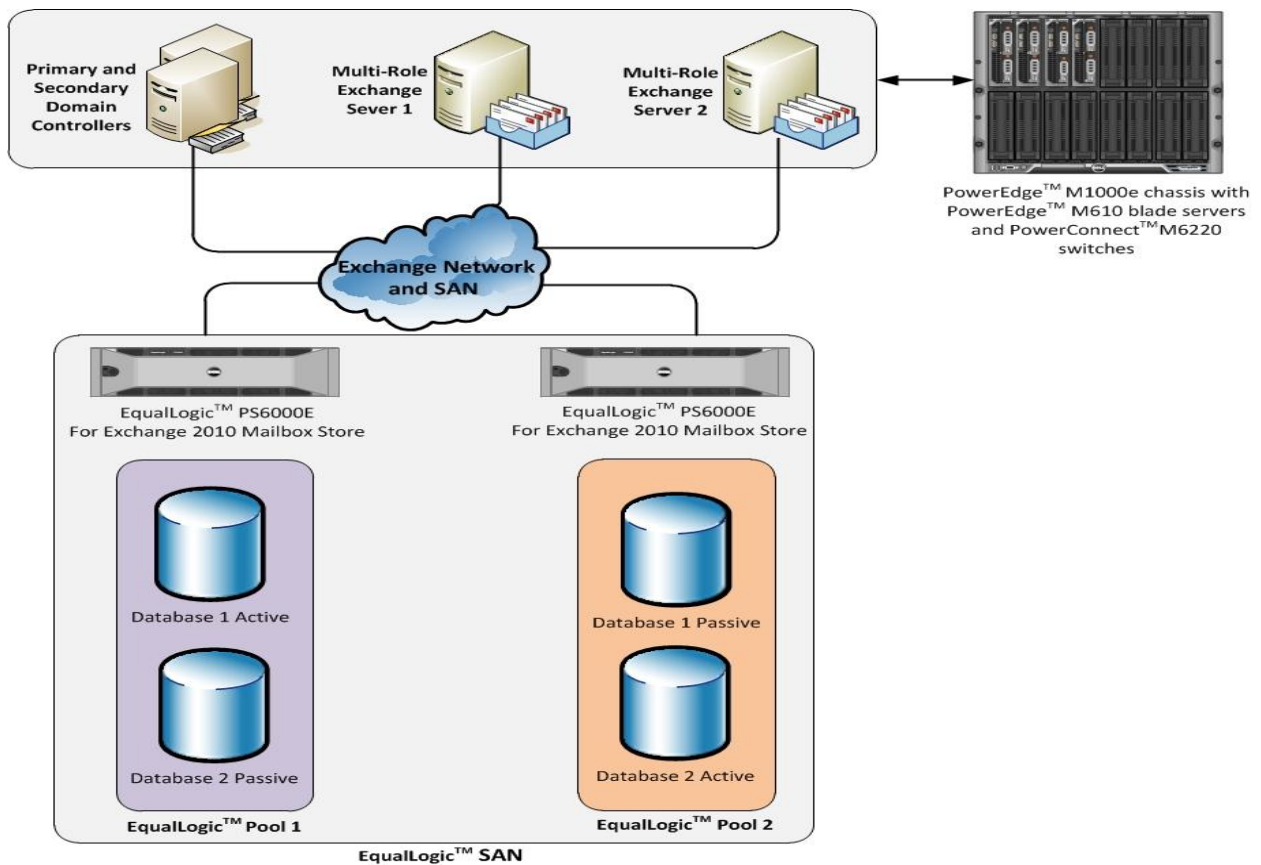 Primary and
Secondary
Domain
Controllers
Multi-Role
Exchange
Sever 1
Multi-Role
Exchange
Server 2
PowerEdge™ M1000e chassis with
PowerEdge™ M610 blade servers
and PowerConnect™M6220
switches
Exchange Network
and SAN
EqualLogic™ PS6000E
For Exchange 2010 Mailbox Store
EqualLogic™ PS6000E
For Exchange 2010 Mailbox Store
Database 1 Active
Database 2 Passive
EqualLogic™ Pool 1
Database 1 Passive
Database 2 Active
EqualLogic™ Pool 2
EqualLogic™ SAN